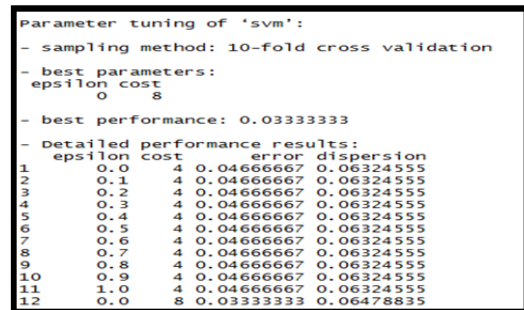 Parameter tuning of ‘svm’:
- sampling method: 10-fold cross validation
- best parameters:
epsilon cost
0 8
- best performance: 0.03333333
- Detailed performance results:
epsilon cost error dispersion
1 0.0 4 0.04666667 0.06324555
2 0.1 4 0.04666667 0.06324555
3 0.2 4 0.04666667 0.06324555
4 0.3 4 0.04666667 0.06324555
5 0.4 4 0.04666667 0.06324555
6 0.5 4 0.04666667 0.06324555
7 0.6 4 0.04666667 0.06324555
8 0.7 4 0.04666667 0.06324555
9 0.8 4 0.04666667 0.06324555
10 0.9 4 0.04666667 0.06324555
11 1.0 4 0.04666667 0.06324555
12 0.0 8 0.03333333 0.06478835